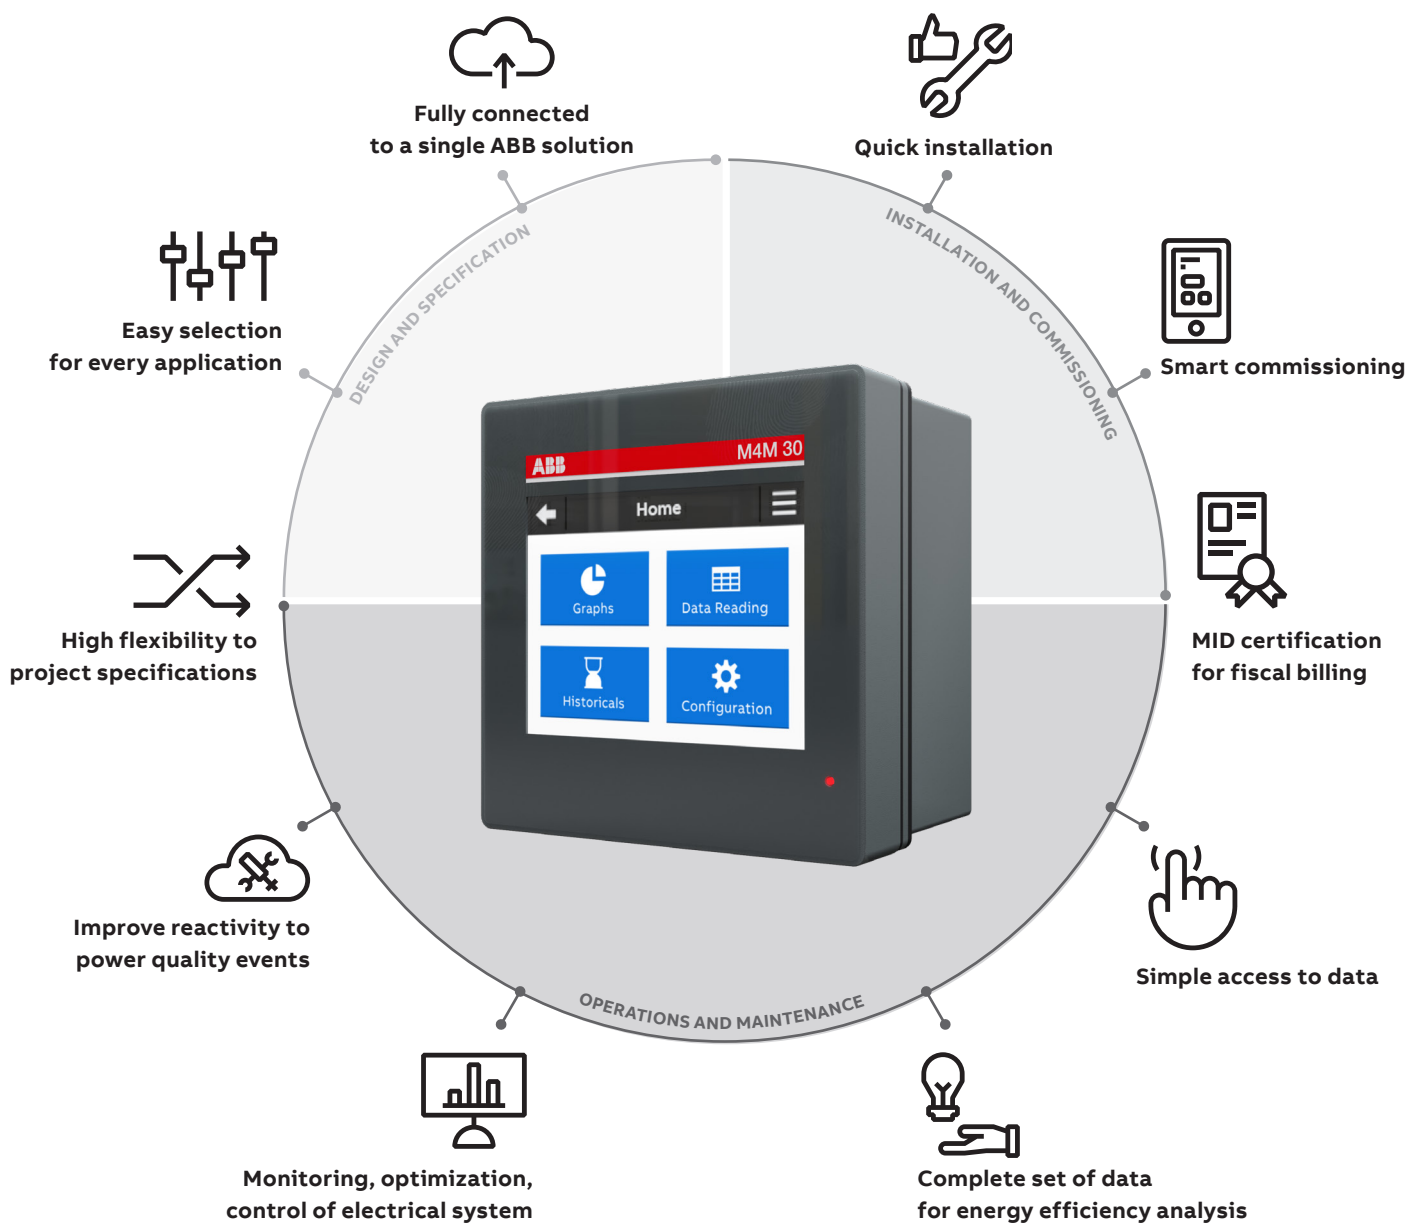 Fully connected
to a single ABB solution
Quick installation
DESIGN AND SPECIFICATION
INSTALLATION AND COMMISSIONING
Easy selection
for every application
Smart commissioning
ABB
M4M 30
Home
Graphs
Data Reading
Historicals
Configuration
High flexibility to
project specifications
MID certification
for fiscal billing
Improve reactivity to
power quality events
Simple access to data
OPERATIONS AND MAINTENANCE
Monitoring, optimization,
control of electrical system
Complete set of data
for energy efficiency analysis